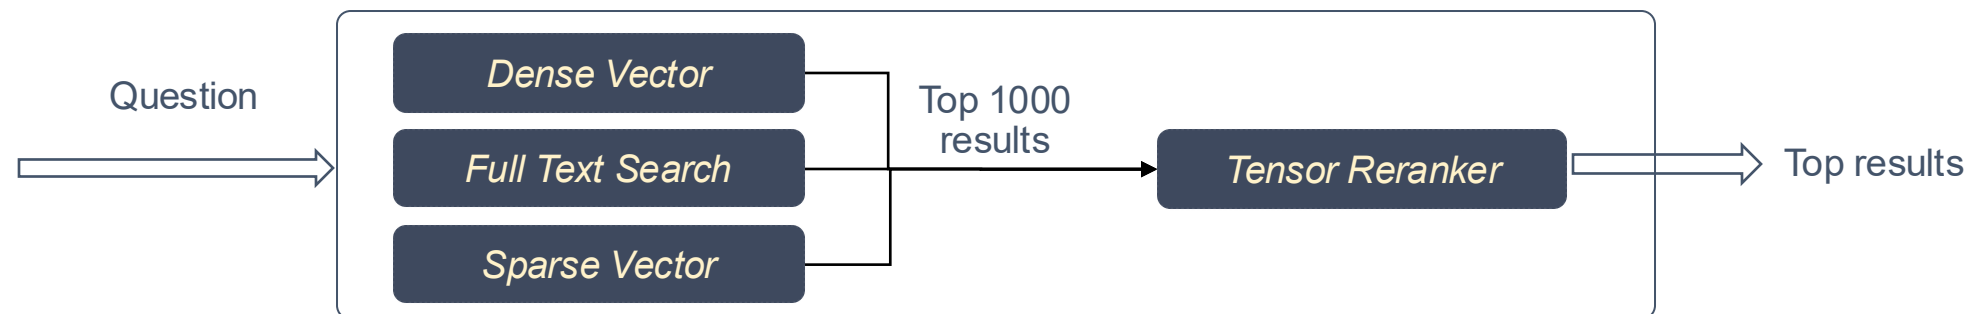 Question
Dense Vector
Full Text Search
Sparse Vector
Top 1000
results
Tensor Reranker
Top results